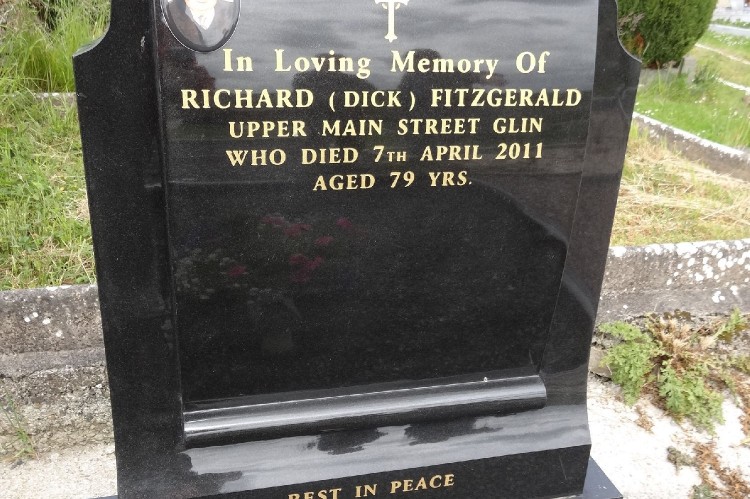 In Loving Memory Of
RICHARD (DICK) FITZGERALD
UPPER MAIN STREET GLIN
WHO DIED 7TH APRIL 2011
AGED 79 YRS.
REST IN PEACE